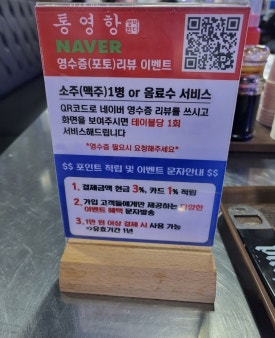 통영항
NAVER
영수증(포토)리뷰 이벤트
소주(맥주)1병 or 음료수 서비스
QR코드로 네이버 영수증 리뷰를 쓰시고
화면을 보여주시면 테이블당 1회
서비스해드립니다
*영수증 필요시 요청해주세요*
$$ 포인트 적립 및 이벤트 문자안내 $$
1. 결제금액 현금 3%, 카드 1% 적립
2. 가입 고객들에게만 제공하는 다양한
이벤트 혜택 문자발송
3. 1만 원 이상 결제 시 사용 가능
⇒유효기간 1년